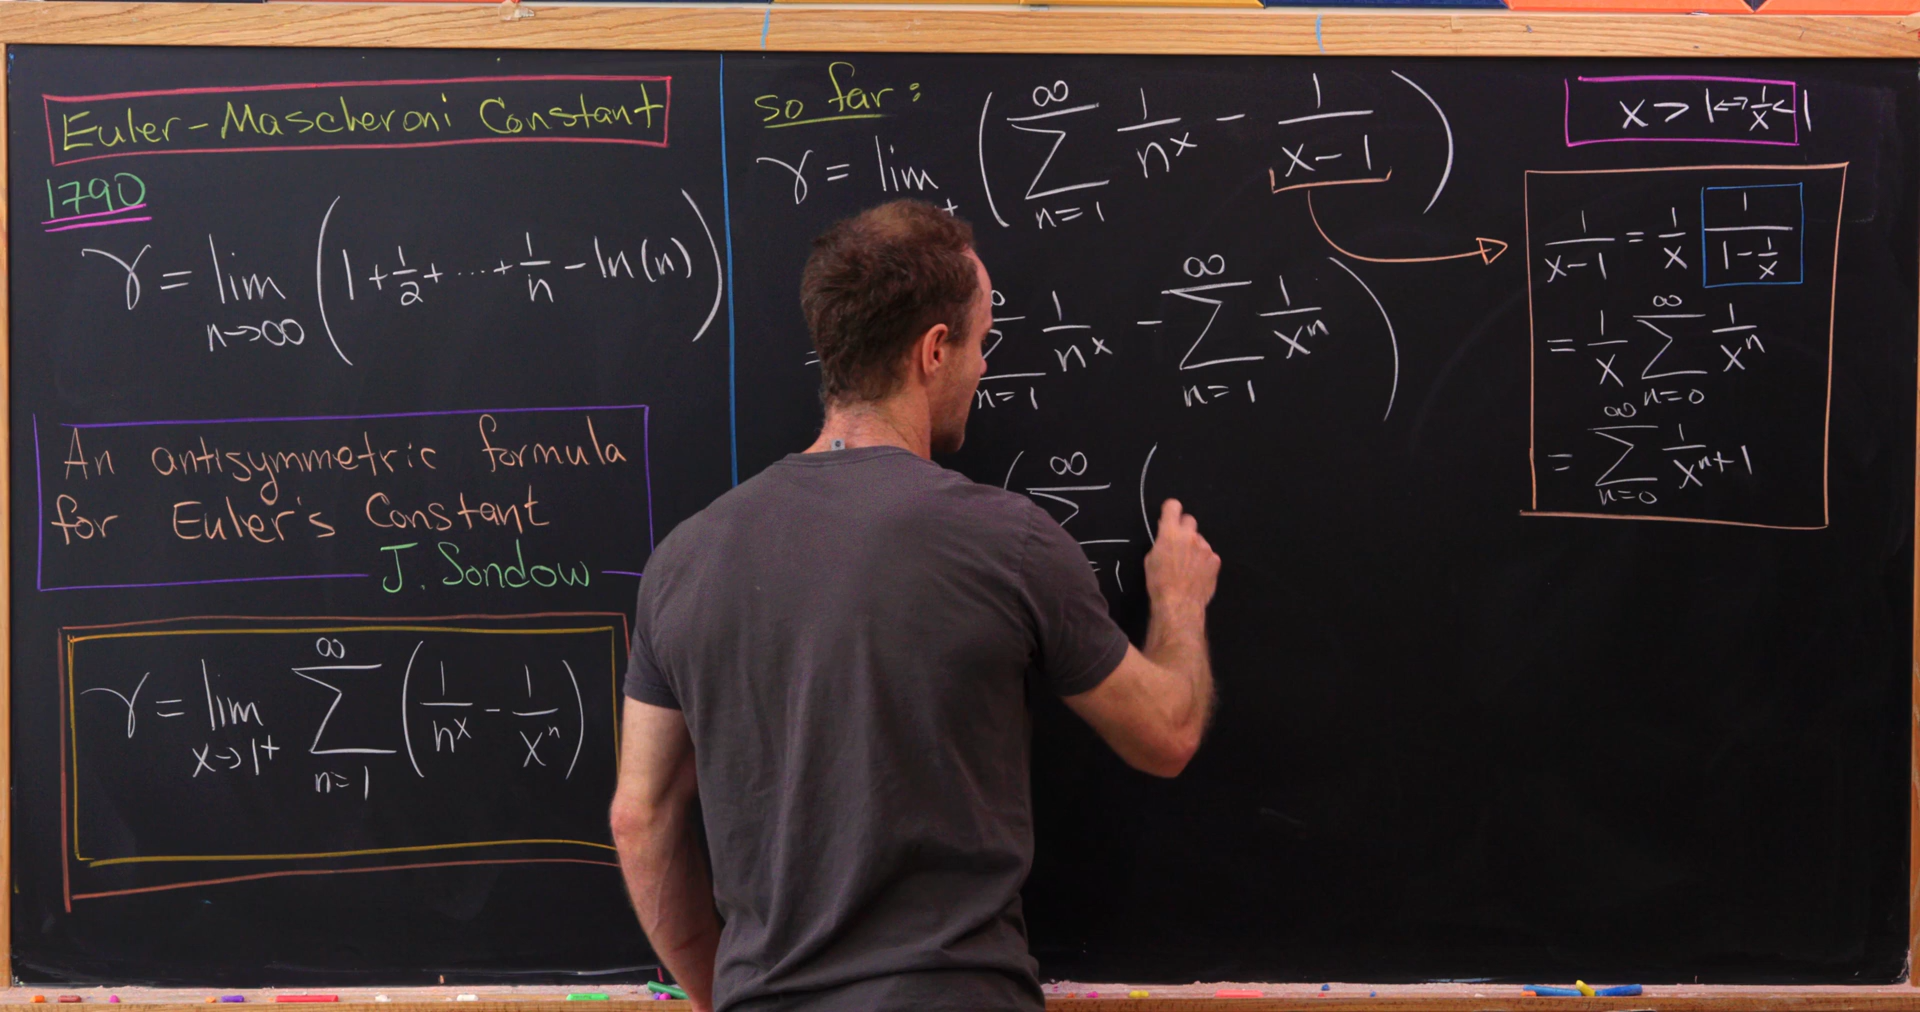 Euler-Mascheroni Constant
1790
γ = lim n→∞ (1 + 1/2 + ... + 1/n - ln(n))
An antisymmetric formula
for Euler's Constant
J. Sondow
γ = lim x→1+ ∞ Σ n=1 (1/n^x - 1/x^n)
so far:
γ = lim + (∞ Σ n=1 1/n^x - 1/(x-1))
= Σ n=1 1/n^x - ∞ Σ n=1 1/x^n )
( ∞ Σ =1 (
x > 1 ↔ 1/x < 1
1/(x-1) = 1/x 1/(1 - 1/x)
= 1/x ∞ Σ n=0 1/x^n
= ∞ Σ n=0 1/x^n+1